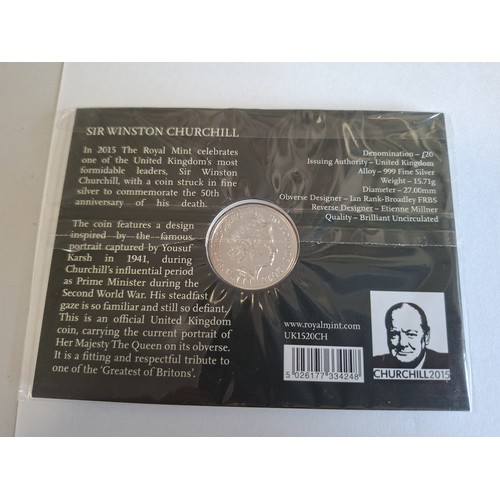 SIR WINSTON CHURCHILL
In 2015 The Royal Mint celebrates
one of the United Kingdom's most
formidable leaders, Sir Winston
Churchill, with a coin struck in fine
silver to commemorate the 50th
anniversary of his death.
The coin features a design
inspired by the famous
portrait captured by Yousuf
Karsh in 1941, during
Churchill's influential period
as Prime Minister during the
Second World War. His steadfast
gaze is so familiar and still so defiant.
This is an official United Kingdom
coin, carrying the current portrait of
Her Majesty The Queen on its obverse.
It is a fitting and respectful tribute to
one of the 'Greatest of Britons'.
Denomination – £20
Issuing Authority – United Kingdom
Alloy – 999 Fine Silver
Weight – 15.71g
Diameter – 27.00mm
Obverse Designer – Ian Rank-Broadley FRBS
Reverse Designer – Etienne Millner
Quality – Brilliant Uncirculated
www.royalmint.com
UK1520CH
5 026177 334248
CHURCHILL2015